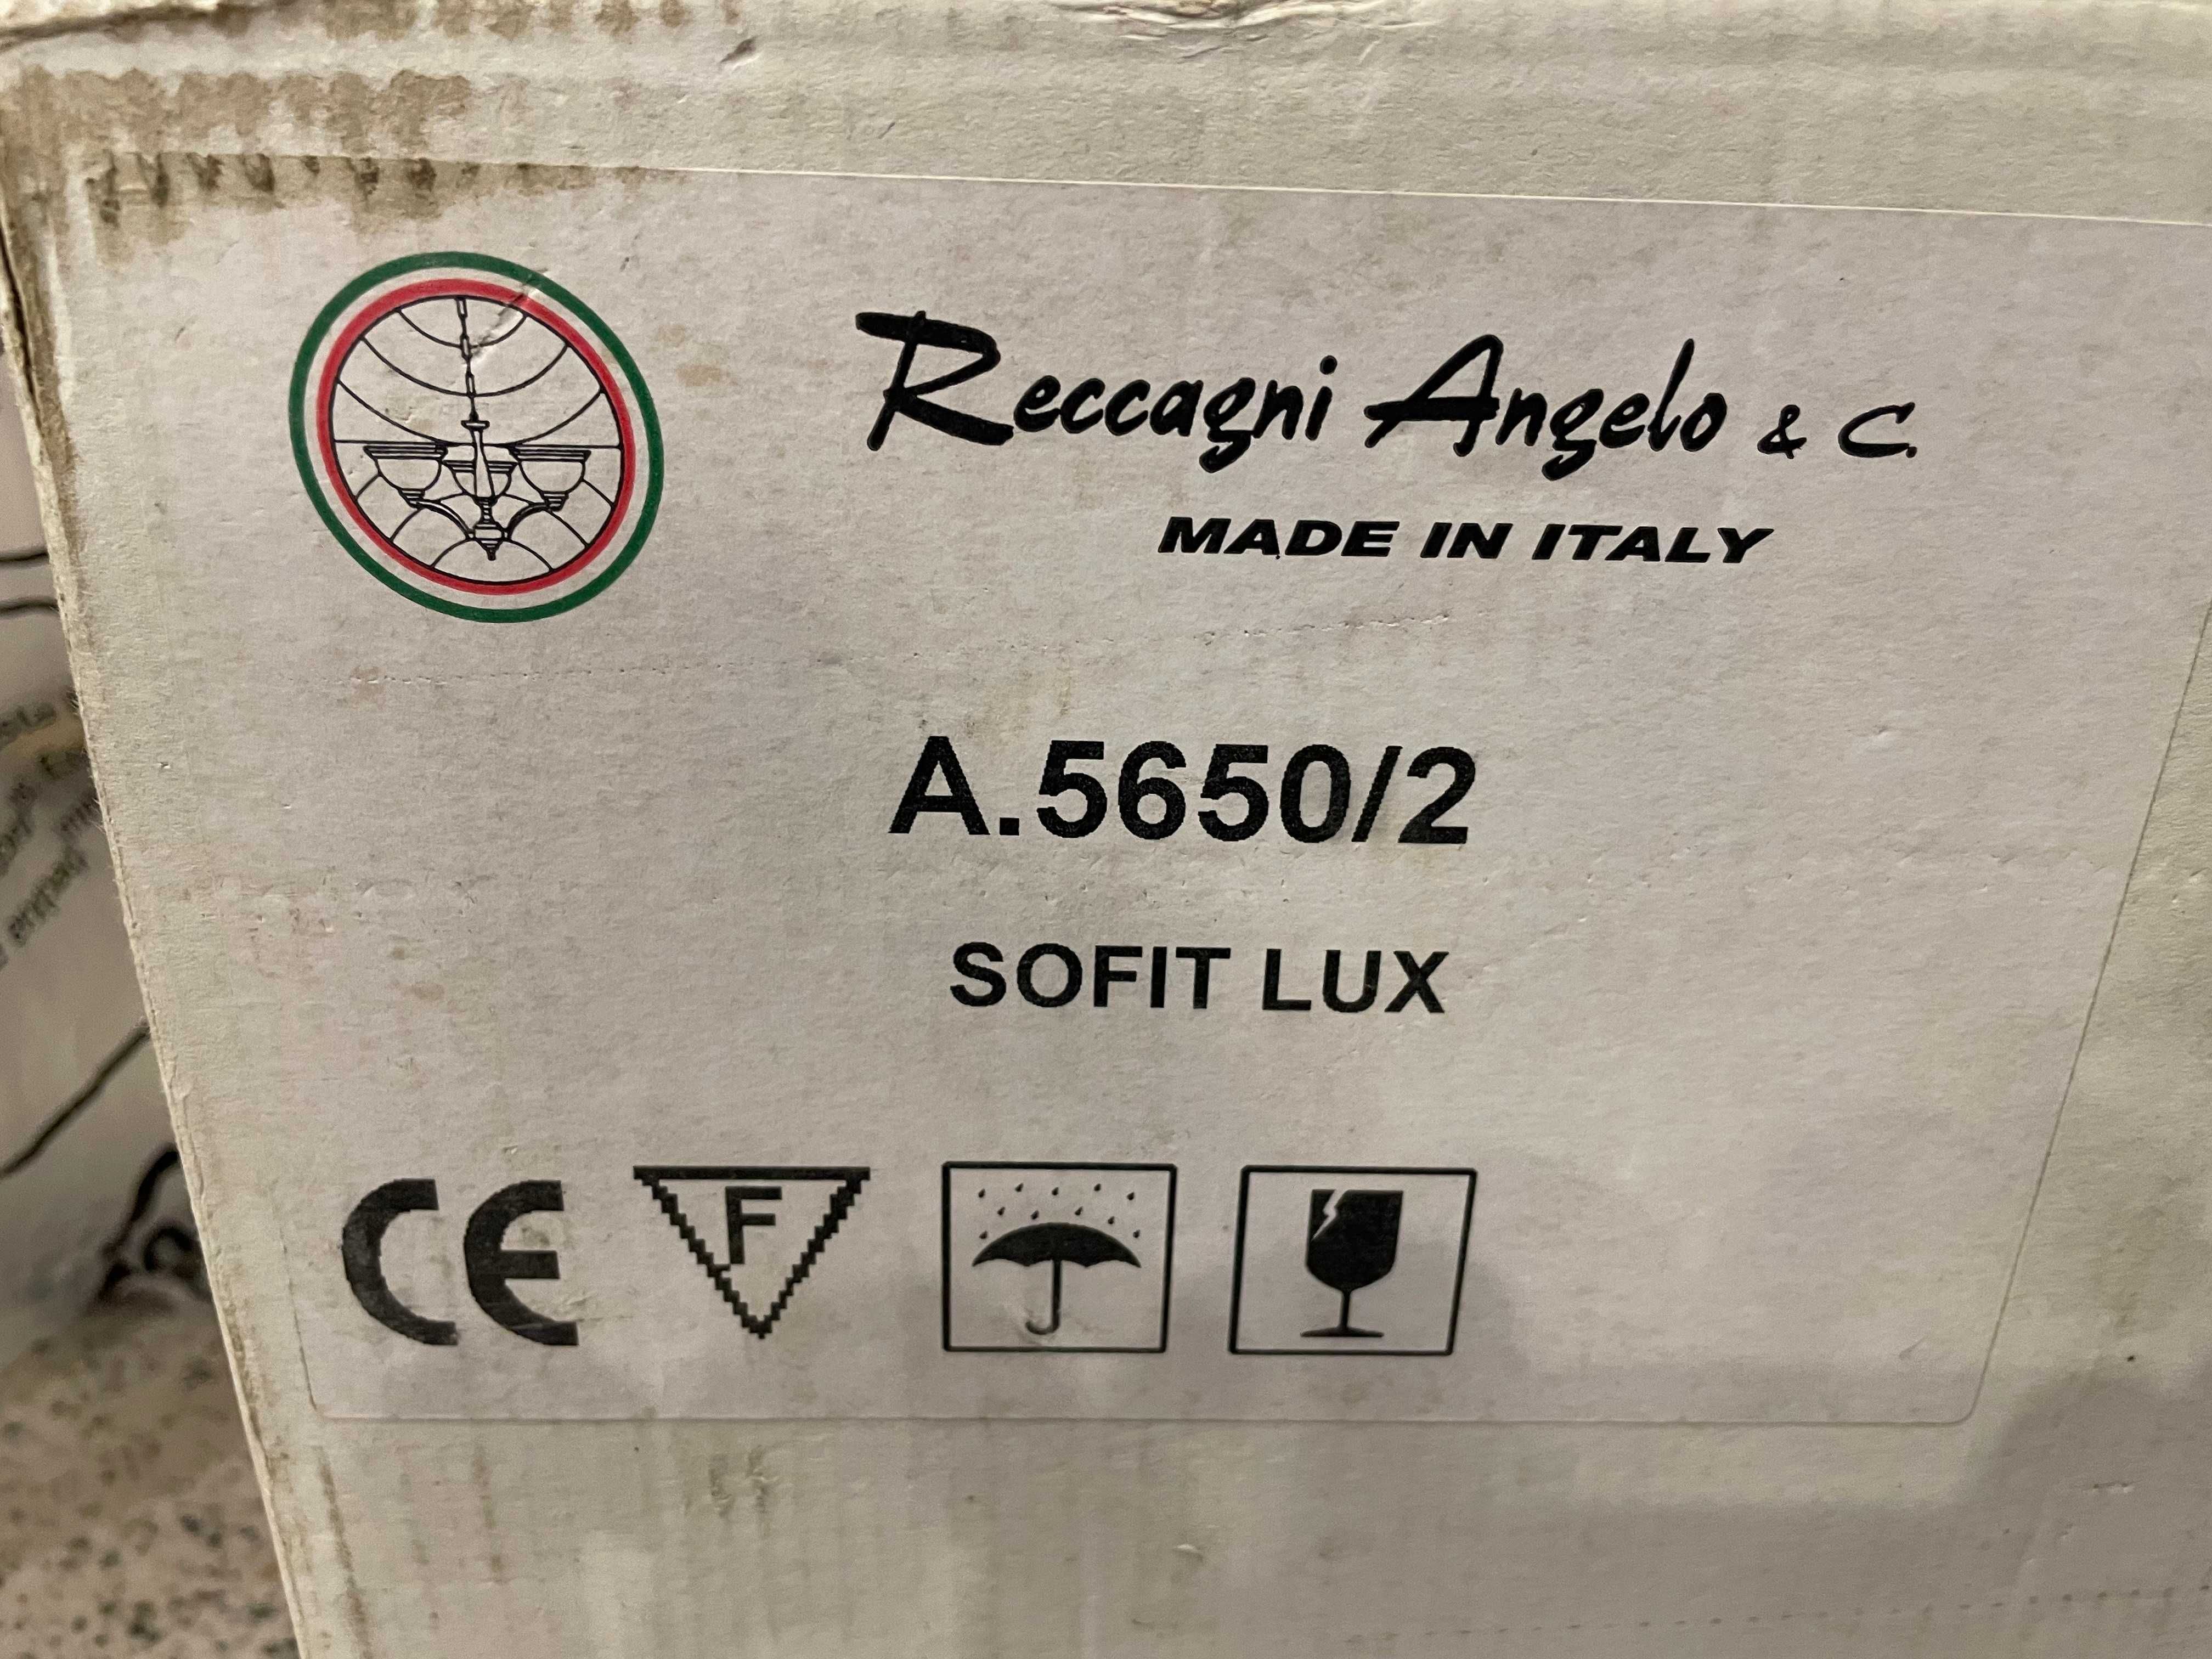 Reccagni Angelo & C.
MADE IN ITALY
A.5650/2
SOFIT LUX
CE
F